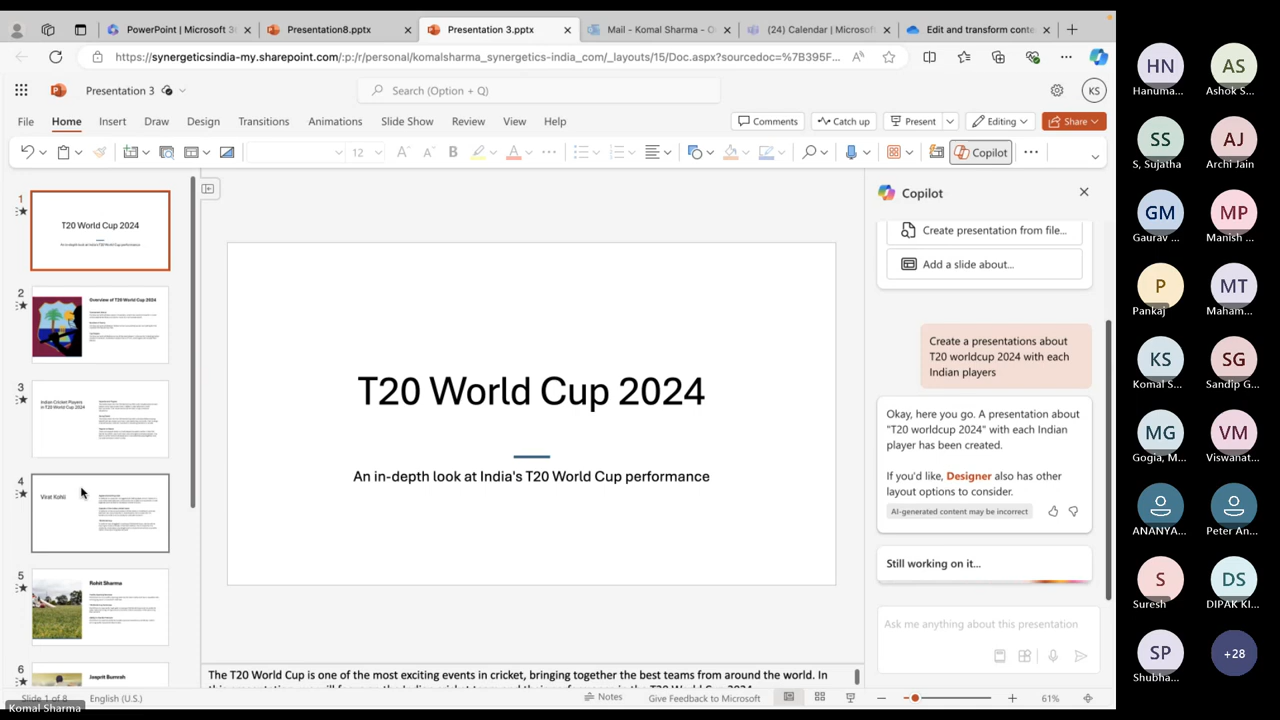 PowerPoint | Microsoft 3
Presentation8.pptx
Presentation 3.pptx
Mail - Komal Sharma - O
(24) Calendar | Microsoft
Edit and transform conte
https://synergeticsindia-my.sharepoint.com/:p:/r/personal/komalsharma_synergetics-india_com/_layouts/15/Doc.aspx?sourcedoc=%7B395F...
Presentation 3
Search (Option + Q)
KS
File
Home
Insert
Draw
Design
Transitions
Animations
Slide Show
Review
View
Help
Comments
Catch up
Present
Editing
Share
12
Copilot
1
T20 World Cup 2024
An in-depth look at India's T20 World Cup performance
2
Overview of T20 World Cup 2024
3
Indian Cricket Players
in T20 World Cup 2024
4
Virat Kohli
5
Rohit Sharma
6
Jasprit Bumrah
T20 World Cup 2024
An in-depth look at India's T20 World Cup performance
The T20 World Cup is one of the most exciting events in cricket, bringing together the best teams from around the world. In
Copilot
Create presentation from file...
Add a slide about...
Create a presentations about
T20 worldcup 2024 with each
Indian players
Okay, here you go. A presentation about
"T20 worldcup 2024" with each Indian
player has been created.
If you'd like, Designer also has other
layout options to consider.
AI-generated content may be incorrect
Still working on it...
Ask me anything about this presentation
Slide 1 of 8
English (U.S.)
Notes
Give Feedback to Microsoft
61%
Komal Sharma
HN
Hanuma...
AS
Ashok S...
SS
S, Sujatha
AJ
Archi Jain
GM
Gaurav ...
MP
Manish ...
P
Pankaj
MT
Maham...
KS
Komal S...
SG
Sandip G...
MG
Gogia, M...
VM
Viswanat...
ANANYA...
Peter An...
S
Suresh
DS
DIPAK KI...
SP
Shubha...
+28